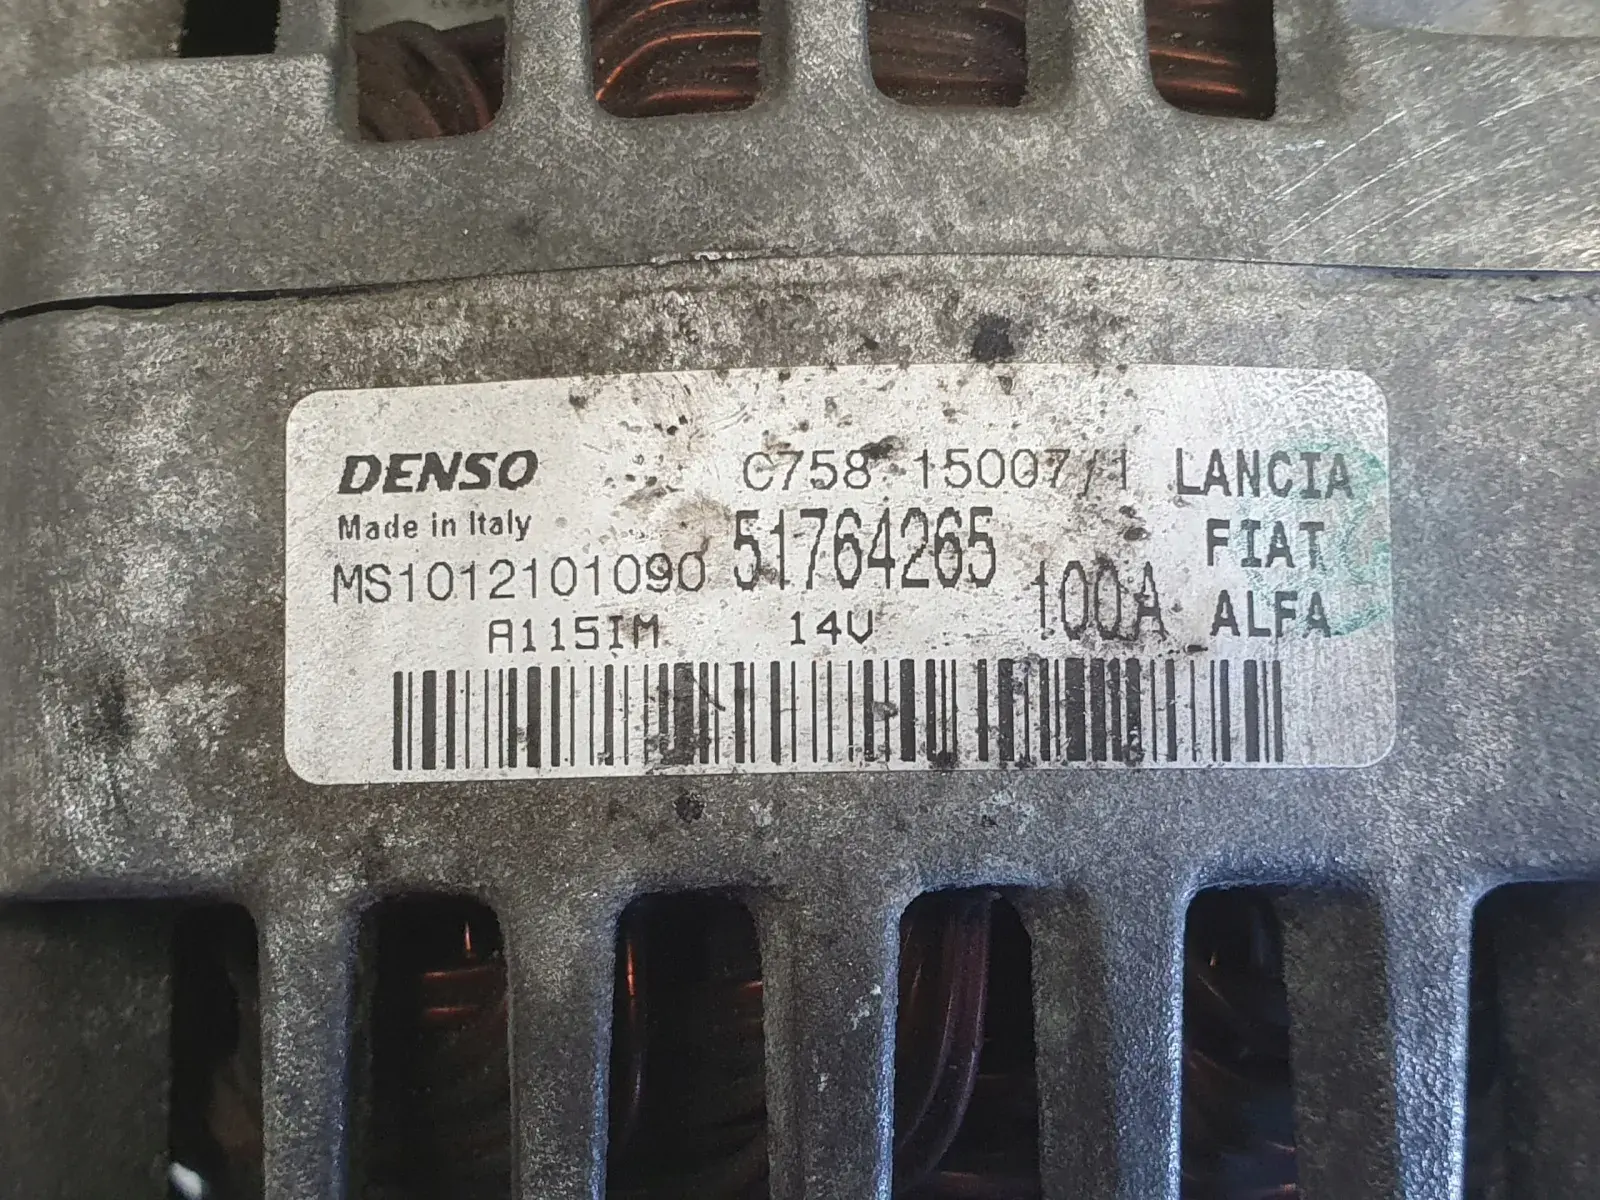 DENSO C758 15007/1 LANCIA
Made in Italy 51764265 FIAT
MS1012101090 100A ALFA
A115IM 14V